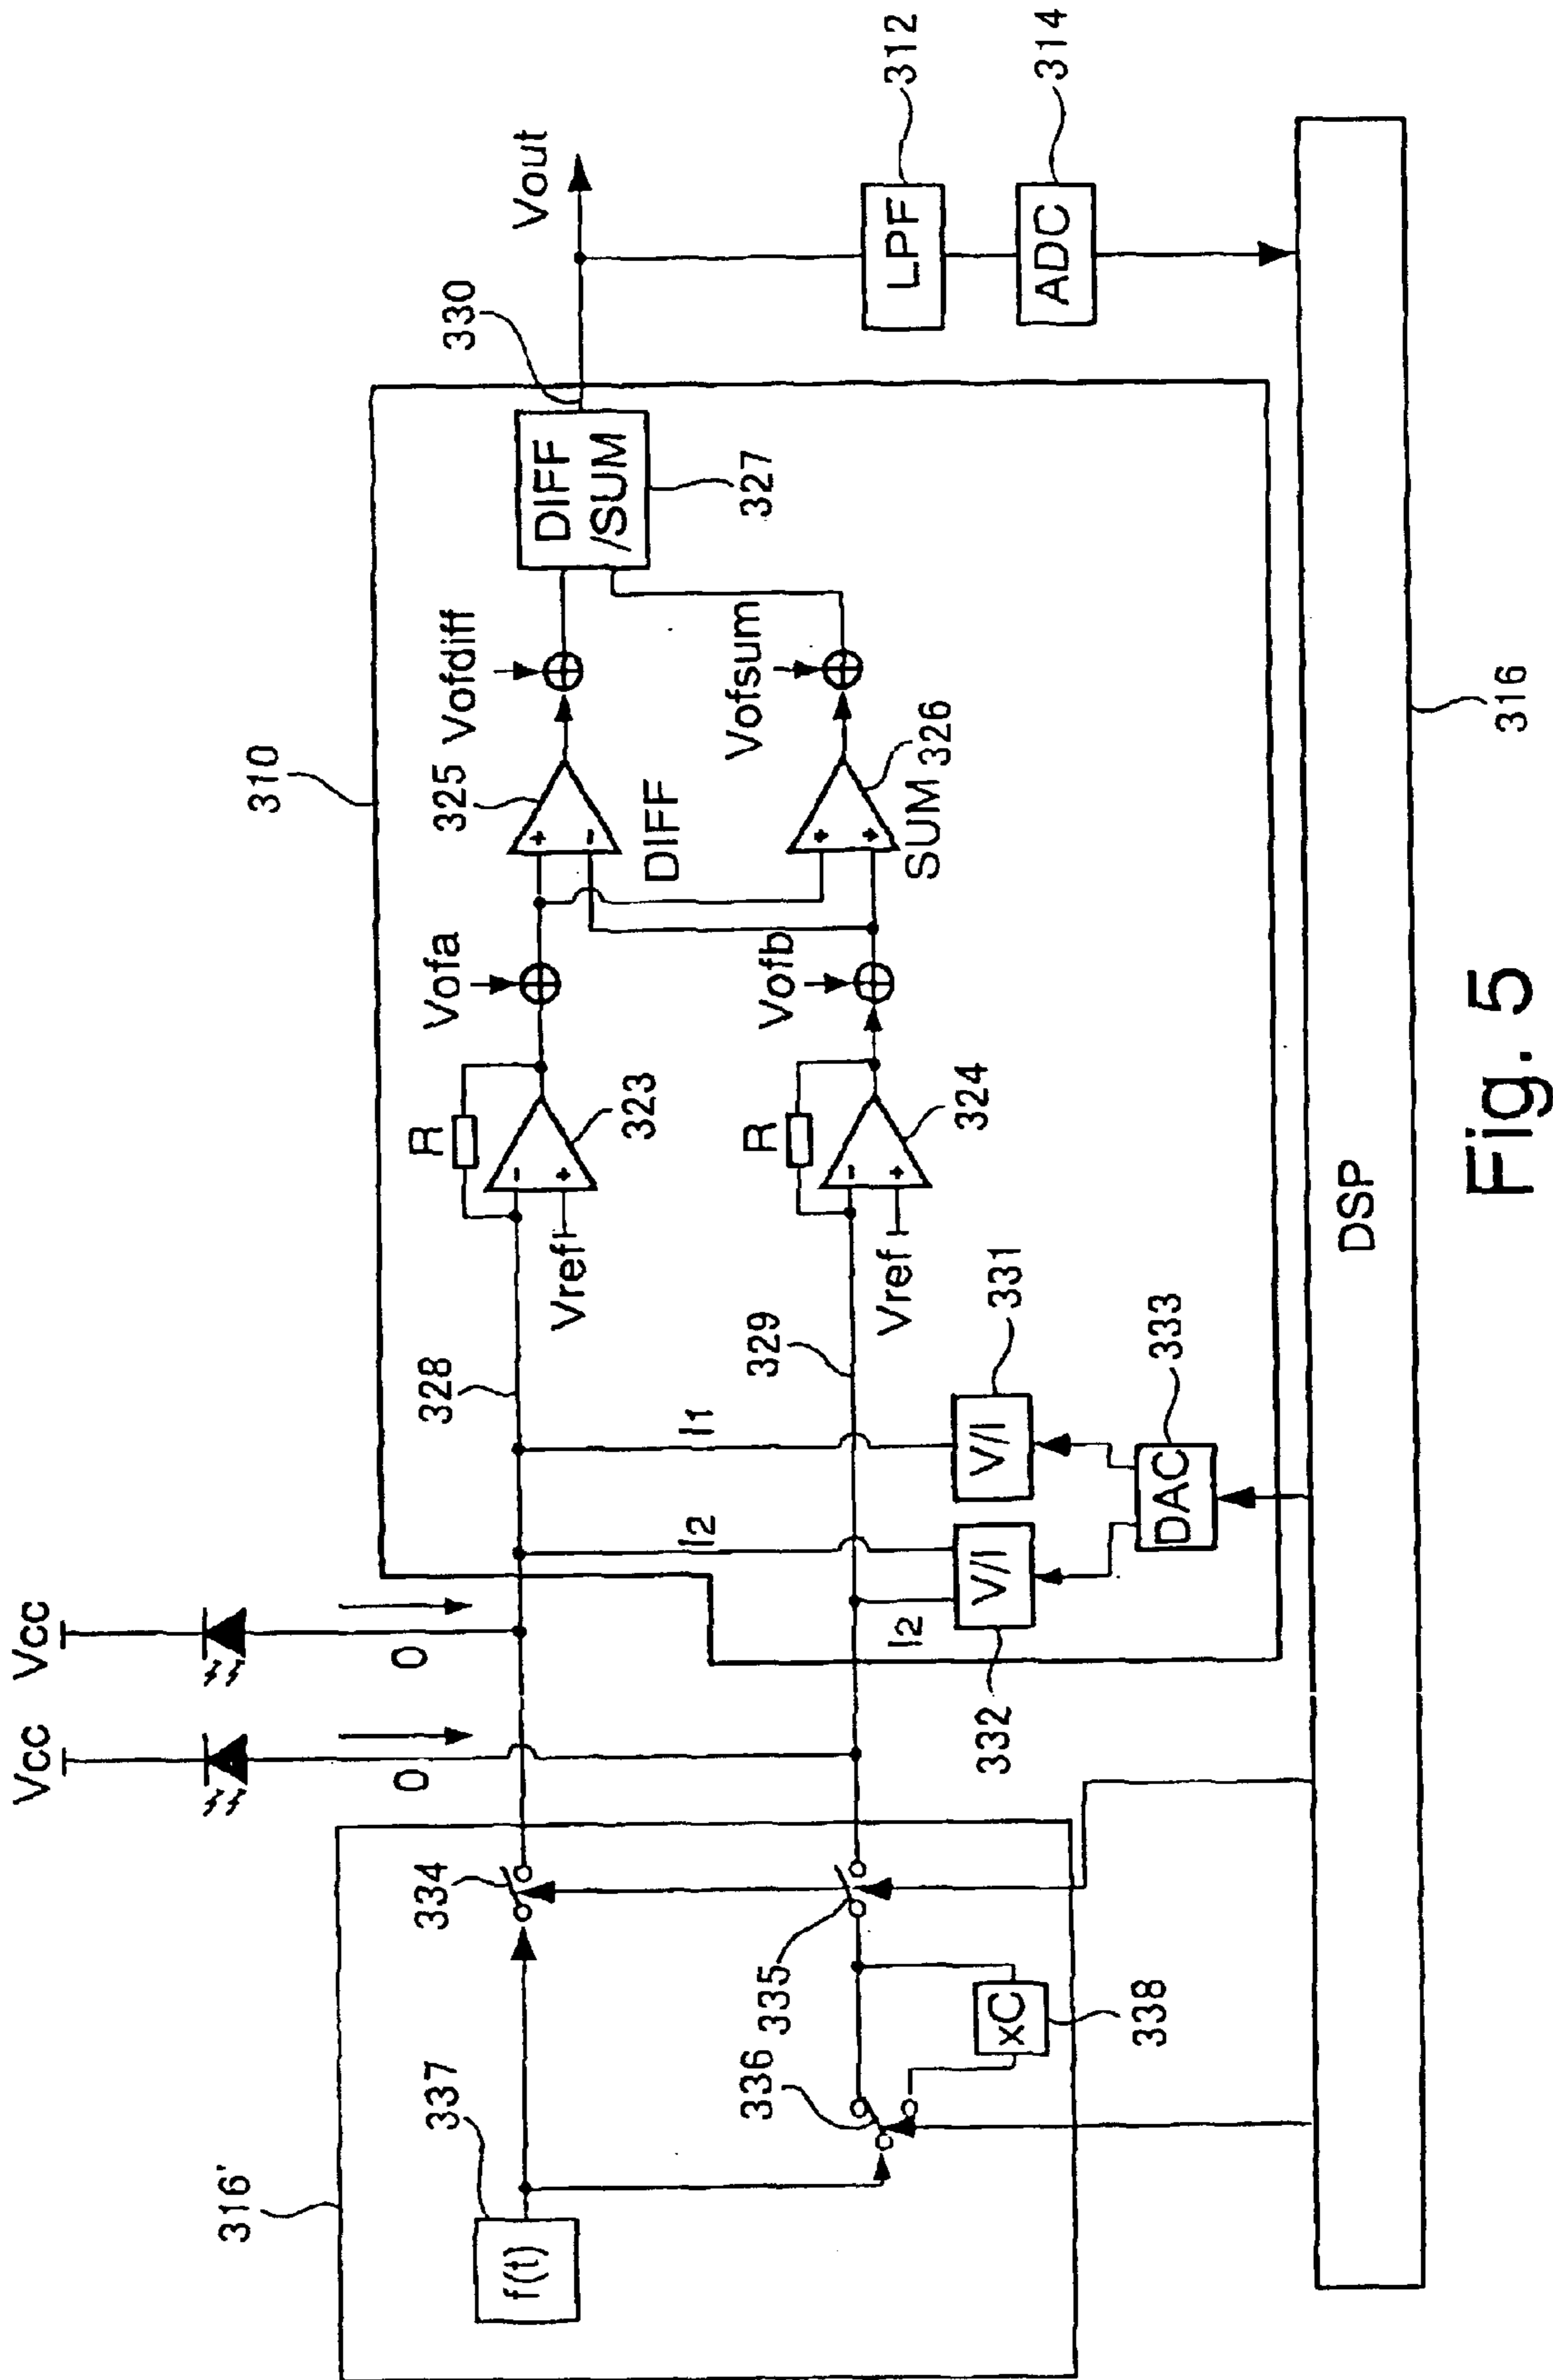 Vcc
Vcc
0
0
310
316'
337
f(t)
334
335
336
xC
338
328
329
I1
I2
I2
V/I
331
V/I
332
DAC
333
R
Vref
323
R
Vref
324
Vofa
Vofb
325
DIFF
326
SUM
Vofdiff
Vofsum
DIFF
/SUM
327
330
Vout
LPF
312
ADC
314
DSP
316
Fig. 5